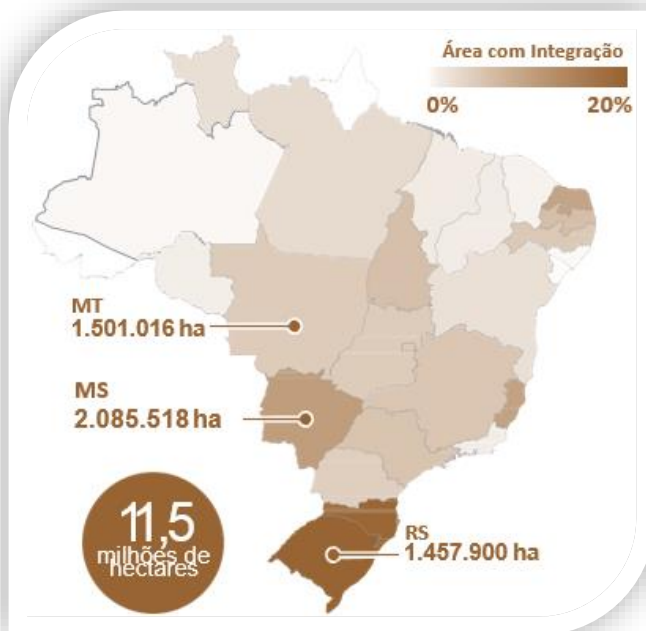 Área com Integração
0% 20%
MT
1.501.016 ha
MS
2.085.518 ha
11,5
milhões de
hectares
RS
1.457.900 ha